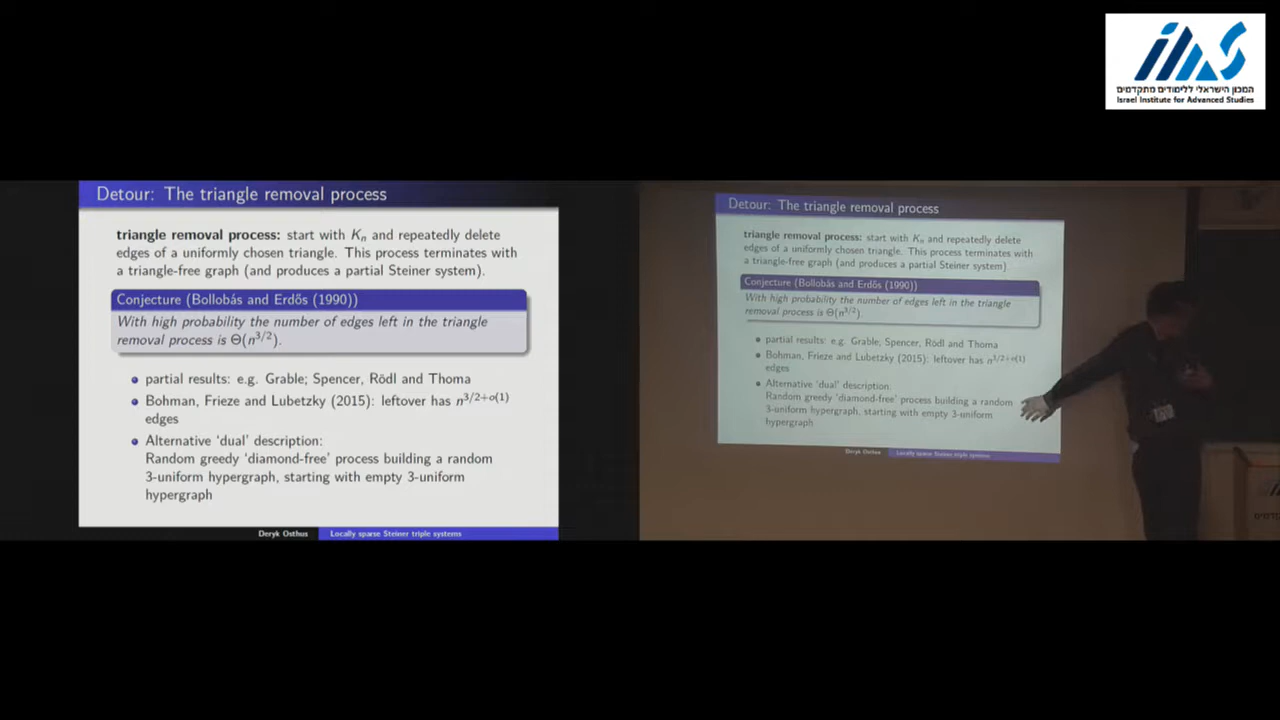 המכון הישראלי ללימודים מתקדמים
Israel Institute for Advanced Studies
Detour: The triangle removal process
triangle removal process: start with Kn and repeatedly delete
edges of a uniformly chosen triangle. This process terminates with
a triangle-free graph (and produces a partial Steiner system).
Conjecture (Bollobás and Erdős (1990))
With high probability the number of edges left in the triangle
removal process is Θ(n^3/2).
• partial results: e.g. Grable; Spencer, Rödl and Thoma
• Bohman, Frieze and Lubetzky (2015): leftover has n^3/2+o(1)
edges
• Alternative ‘dual’ description:
Random greedy ‘diamond-free’ process building a random
3-uniform hypergraph, starting with empty 3-uniform
hypergraph
Deryk Osthus
Locally sparse Steiner triple systems
Detour: The triangle removal process
triangle removal process: start with Kn and repeatedly delete
edges of a uniformly chosen triangle. This process terminates with
a triangle-free graph (and produces a partial Steiner system)
Conjecture (Bollobás and Erdős (1990))
With high probability the number of edges left in the triangle
removal process is Θ(n^3/2).
• partial results: e.g. Grable; Spencer, Rödl and Thoma
• Bohman, Frieze and Lubetzky (2015): leftover has n^3/2+o(1)
edges
• Alternative ‘dual’ description:
Random greedy ‘diamond-free’ process building a random
3-uniform hypergraph, starting with empty 3-uniform
hypergraph
Deryk Osthus
Locally sparse Steiner triple systems